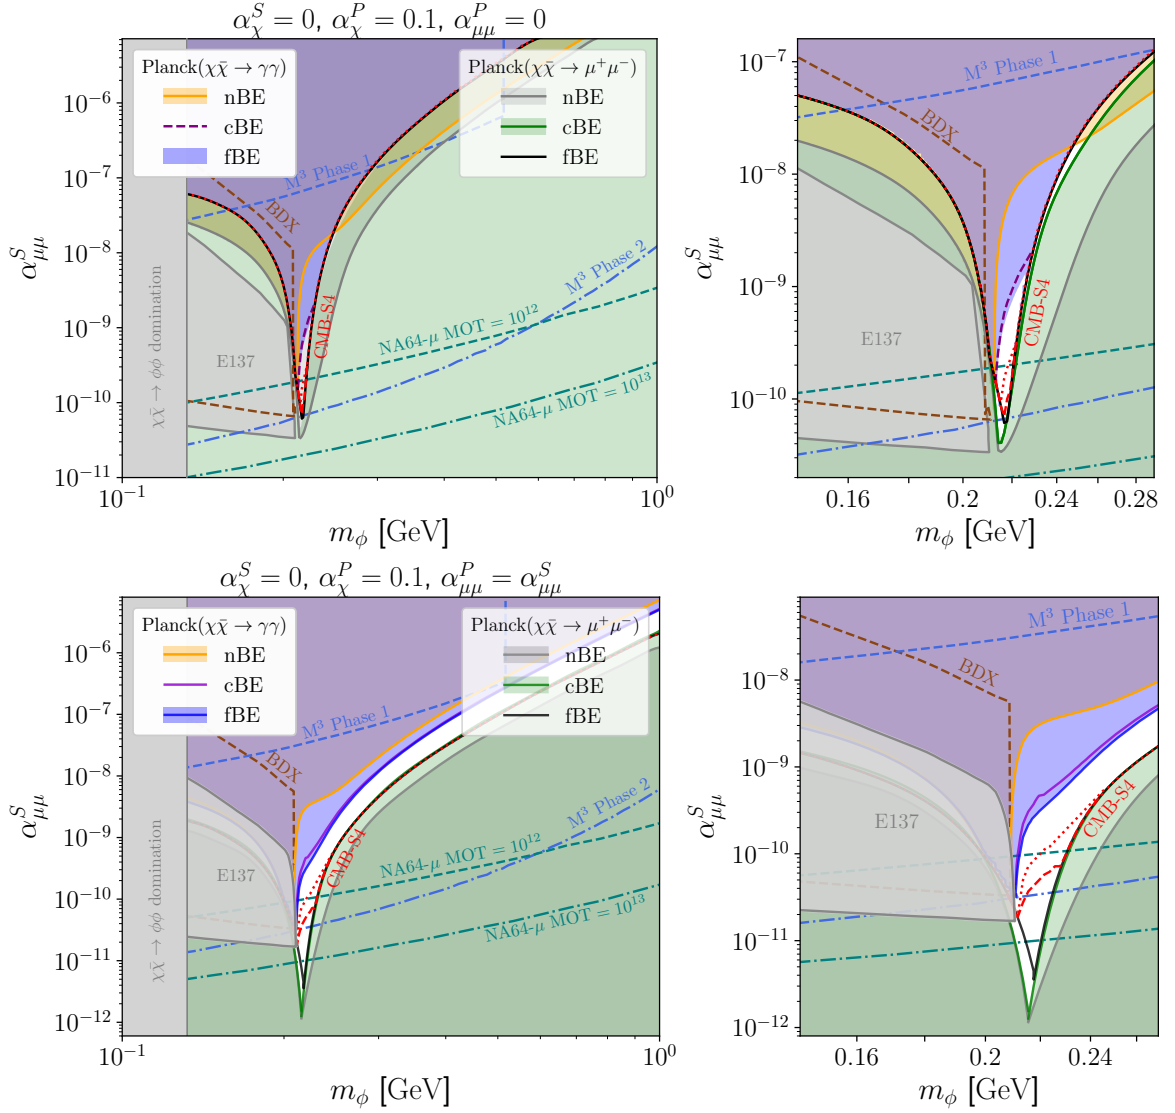 α_χ^S = 0, α_χ^P = 0.1, α_μμ^P = 0
Planck(χχ̄ → γγ)
nBE
cBE
fBE
Planck(χχ̄ → μ⁺μ⁻)
nBE
cBE
fBE
M³ Phase 1
BDX
M³ Phase 2
CMB-S4
NA64-μ MOT = 10¹²
NA64-μ MOT = 10¹³
E137
χχ̄ → φφ domination
10⁻⁶
10⁻⁷
10⁻⁸
10⁻⁹
10⁻¹⁰
10⁻¹¹
α_μμ^S
10⁻¹
10⁰
m_φ [GeV]
10⁻⁷
10⁻⁸
10⁻⁹
10⁻¹⁰
α_μμ^S
M³ Phase 1
BDX
E137
CMB-S4
0.16
0.2
0.24
0.28
m_φ [GeV]
α_χ^S = 0, α_χ^P = 0.1, α_μμ^P = α_μμ^S
Planck(χχ̄ → γγ)
nBE
cBE
fBE
Planck(χχ̄ → μ⁺μ⁻)
nBE
cBE
fBE
M³ Phase 1
BDX
M³ Phase 2
CMB-S4
NA64-μ MOT = 10¹²
NA64-μ MOT = 10¹³
E137
χχ̄ → φφ domination
10⁻⁶
10⁻⁷
10⁻⁸
10⁻⁹
10⁻¹⁰
10⁻¹¹
10⁻¹²
α_μμ^S
10⁻¹
10⁰
m_φ [GeV]
10⁻⁸
10⁻⁹
10⁻¹⁰
10⁻¹¹
10⁻¹²
α_μμ^S
M³ Phase 1
BDX
E137
CMB-S4
0.16
0.2
0.24
m_φ [GeV]